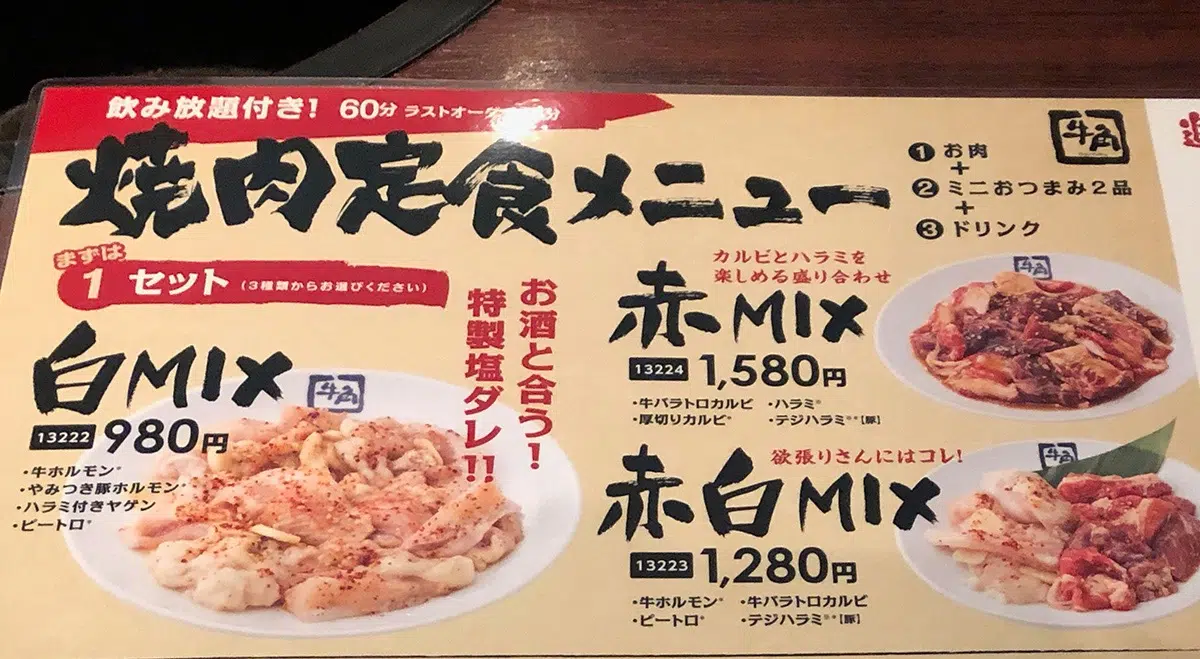 飲み放題付き! 60分 ラストオーダー 分
焼肉定食メニュー
牛角
① お肉
+
② ミニおつまみ2品
+
③ ドリンク
まずは
1 セット (3種類からお選びください)
白MIX
13222 980円
・牛ホルモン*
・やみつき豚ホルモン*
・ハラミ付きヤゲン
・ピートロ*
牛角
お酒と合う!
特製塩ダレ!!
カルビとハラミを
楽しめる盛り合わせ
赤MIX
13224 1,580円
・牛バラトロカルビ ・ハラミ*
・厚切りカルビ* ・テジハラミ**[豚]
牛角
欲張りさんにはコレ!
赤白MIX
13223 1,280円
・牛ホルモン* ・牛バラトロカルビ
・ピートロ* ・テジハラミ**[豚]
牛角